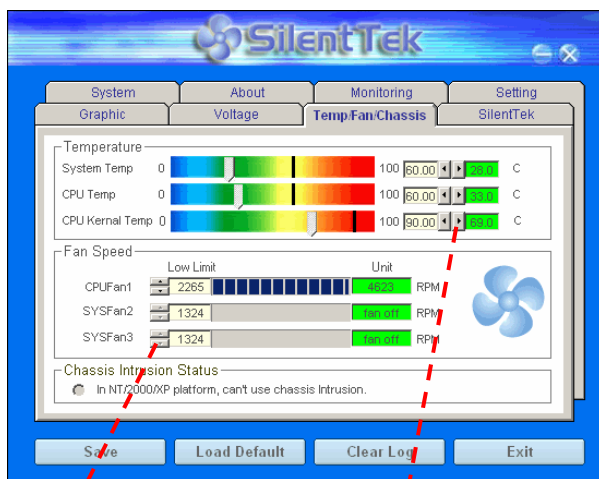 SilentTek
System About Monitoring Setting
Graphic Voltage Temp/Fan/Chassis SilentTek
Temperature
System Temp 0 100 60.00 28.0 C
CPU Temp 0 100 60.00 33.0 C
CPU Kernal Temp 0 100 90.00 69.0 C
Fan Speed
Low Limit Unit
CPUFan1 2265 4623 RPM
SYSFan2 1324 fan off RPM
SYSFan3 1324 fan off RPM
Chassis Intrusion Status
In NT/2000/XP platform, can't use chassis Intrusion.
Save Load Default Clear Log Exit